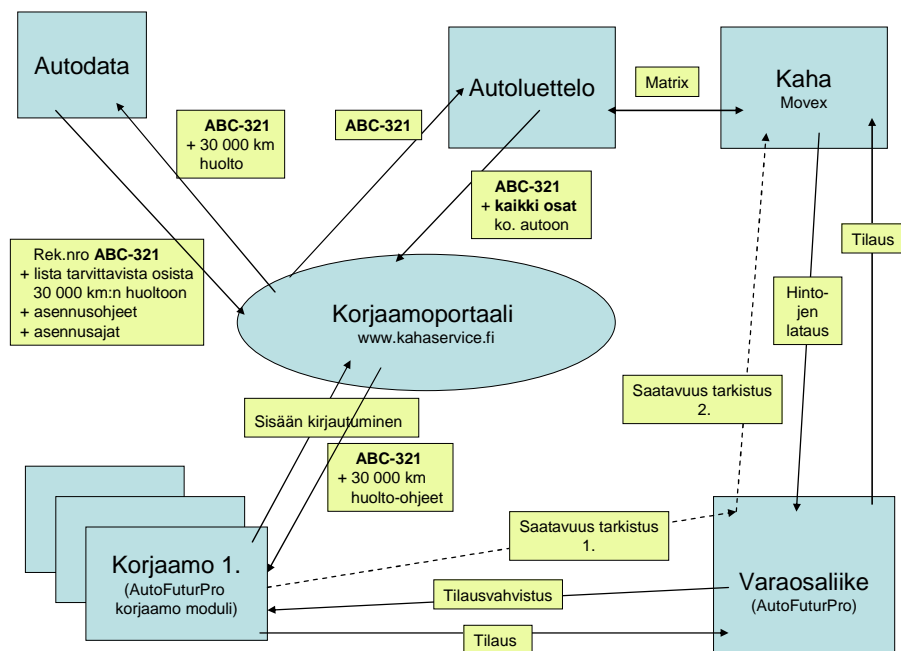 Autodata
Autoluettelo
Kaha
Movex
Matrix
ABC-321
+ 30 000 km
huolto
ABC-321
ABC-321
+ kaikki osat
ko. autoon
Tilaus
Rek.nro ABC-321
+ lista tarvittavista osista
30 000 km:n huoltoon
+ asennusohjeet
+ asennusajat
Hinto-
jen
lataus
Korjaamoportaali
www.kahaservice.fi
Saatavuus tarkistus
2.
Sisään kirjautuminen
ABC-321
+ 30 000 km
huolto-ohjeet
Saatavuus tarkistus
1.
Korjaamo 1.
(AutoFuturPro
korjaamo moduli)
Tilausvahvistus
Varaosaliike
(AutoFuturPro)
Tilaus